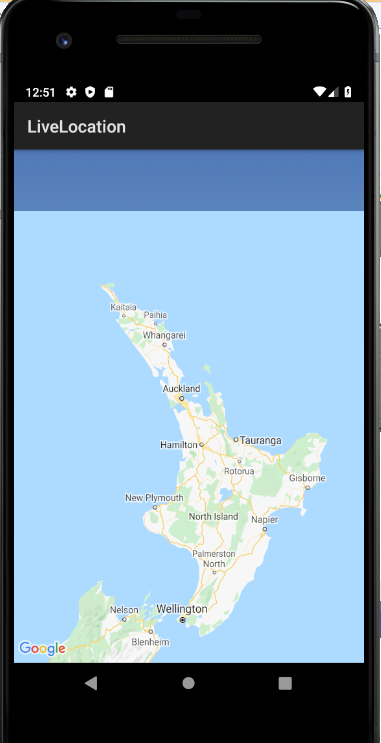 12:51
LiveLocation
Kaitaia
Paihia
Whangarei
Auckland
Hamilton
Tauranga
Rotorua
Gisborne
New Plymouth
North Island
Napier
Palmerston
North
Nelson
Wellington
Blenheim
Google